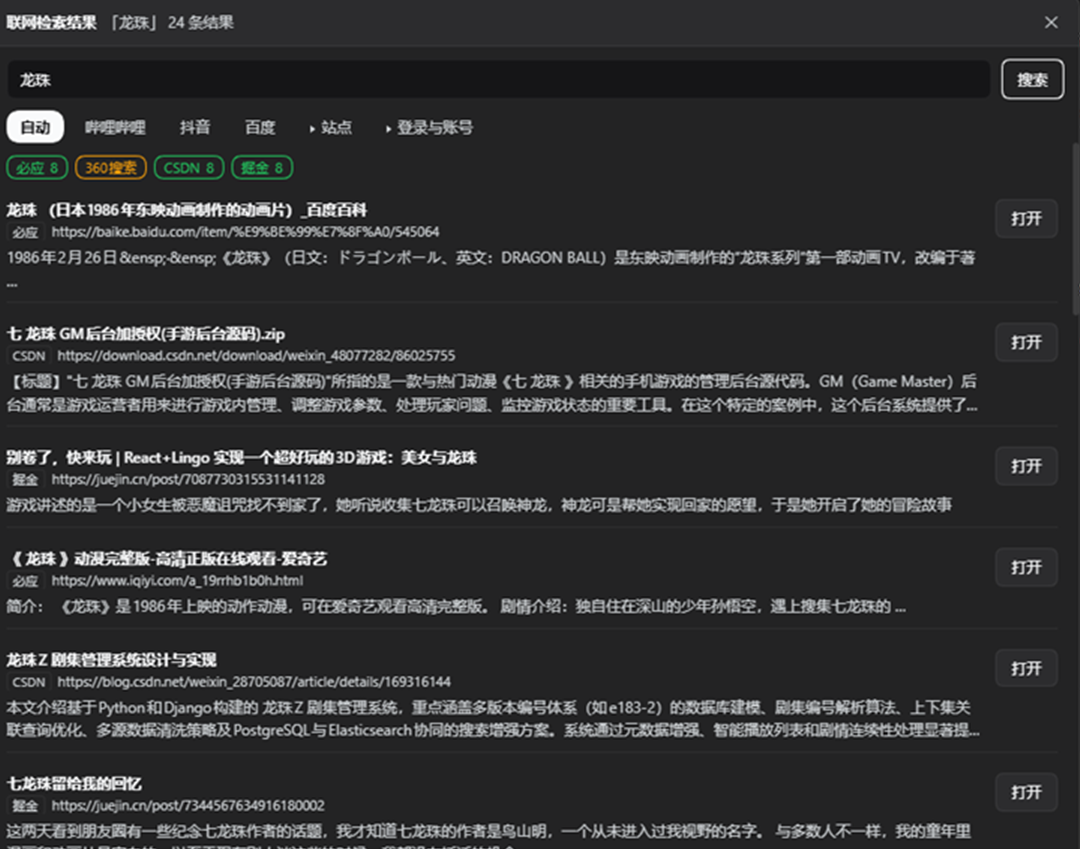 联网检索结果 「龙珠」 24 条结果
龙珠
搜索
自动 哔哩哔哩 抖音 百度 站点 登录与账号
必应 8 360搜索 CSDN 8 掘金 8
龙珠 (日本1986年东映动画制作的动画片) _百度百科
打开
必应 https://baike.baidu.com/item/%E9%BE%99%E7%8F%A0/545064
1986年2月26日&ensp;·&ensp;《龙珠》（日文：ドラゴンボール、英文：DRAGON BALL）是东映动画制作的"龙珠系列"第一部动画TV，改编于著
...
七 龙珠 GM后台加授权(手游后台源码).zip
打开
CSDN https://download.csdn.net/download/weixin_48077282/86025755
【标题】"七 龙珠 GM后台加授权(手游后台源码)"所指的是一款与热门动漫《七 龙珠 》相关的手机游戏的管理后台源代码。GM（Game Master）后
台通常是游戏运营者用来进行游戏内管理、调整游戏参数、处理玩家问题、监控游戏状态的重要工具。在这个特定的案例中，这个后台系统提供了...
别卷了，快来玩 | React+Lingo 实现一个超好玩的3D游戏：美女与龙珠
打开
掘金 https://juejin.cn/post/7087730315531141128
游戏讲述的是一个小女生被恶魔诅咒找不到家了，她听说收集七龙珠可以召唤神龙，神龙可是帮她实现回家的愿望，于是她开启了她的冒险故事
《 龙珠 》动漫完整版-高清正版在线观看-爱奇艺
打开
必应 https://www.iqiyi.com/a_19rrhb1b0h.html
简介： 《龙珠》是1986年上映的动作动漫，可在爱奇艺观看高清完整版。 剧情介绍：独自住在深山的少年孙悟空，遇上搜集七龙珠的 ...
龙珠Z 剧集管理系统设计与实现
打开
CSDN https://blog.csdn.net/weixin_28705087/article/details/169316144
本文介绍基于Python和Django构建的 龙珠Z 剧集管理系统，重点涵盖多版本编号体系（如e183-2）的数据库建模、剧集编号解析算法、上下集关
联查询优化、多源数据清洗策略及PostgreSQL与Elasticsearch协同的搜索增强方案。系统通过元数据增强、智能播放列表和剧情连续性处理显著提...
七龙珠留给我的回忆
打开
掘金 https://juejin.cn/post/7344567634916180002
这两天看到朋友圈有一些纪念七龙珠作者的话题，我才知道七龙珠的作者是鸟山明，一个从未进入过我视野的名字。 与多数人不一样，我的童年里